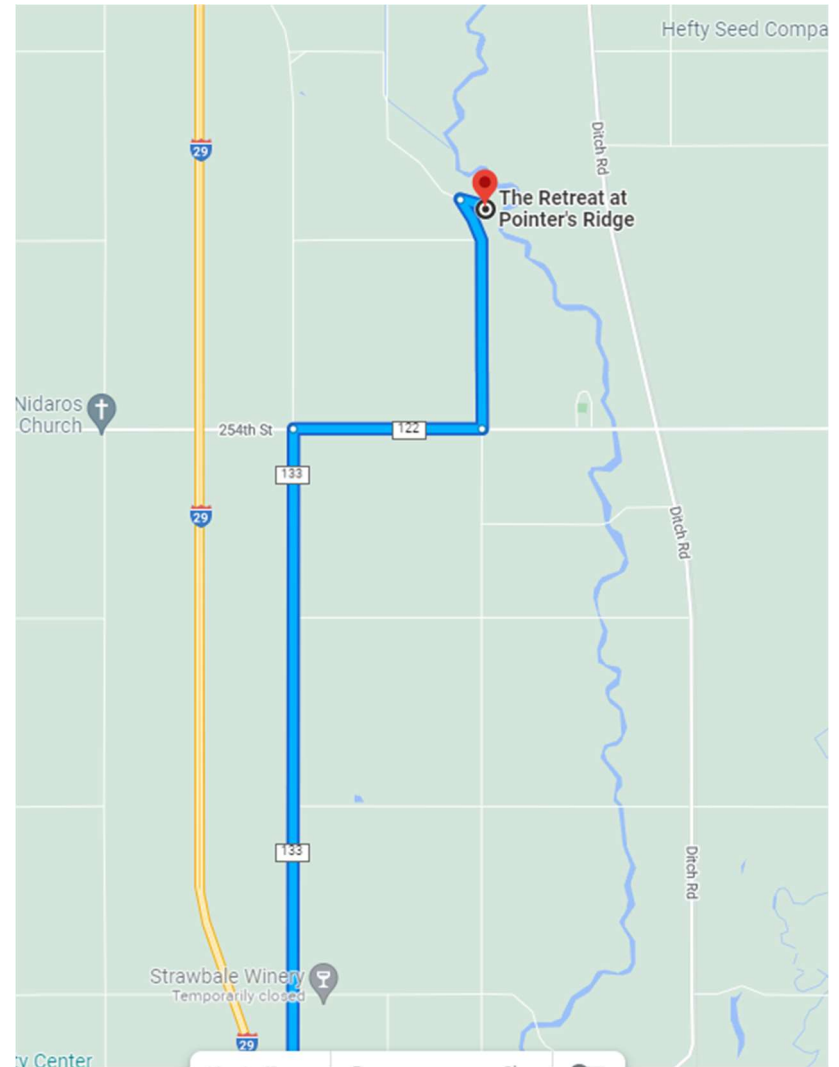 Hefty Seed Compa
29
Ditch Rd
The Retreat at
Pointer's Ridge
Nidaros
Church
254th St
122
133
29
Ditch Rd
133
Ditch Rd
Strawbale Winery
Temporarily closed
29
ty Center